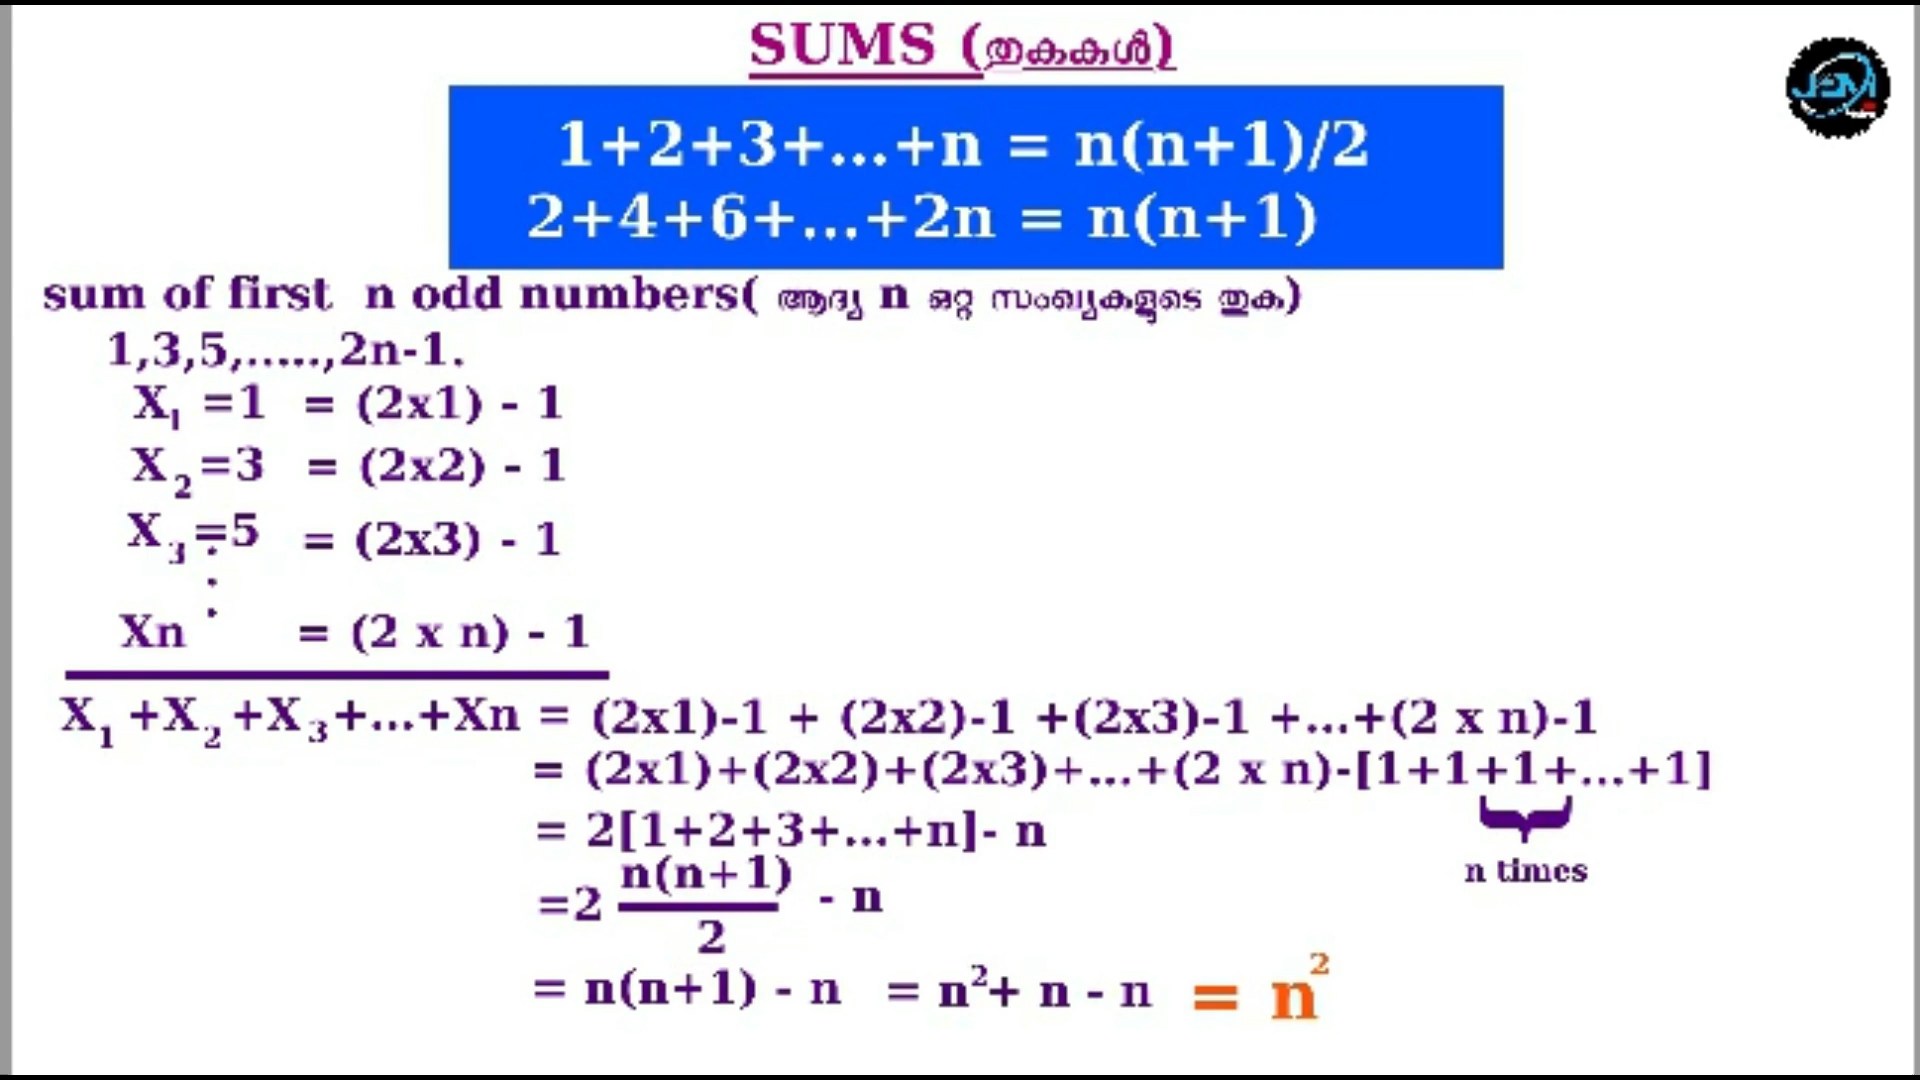 SUMS (തുകകൾ)
1+2+3+...+n = n(n+1)/2
2+4+6+...+2n = n(n+1)
sum of first n odd numbers( ആദ്യ n ഒറ്റ സംഖ്യകളുടെ തുക)
1,3,5,......,2n-1.
X₁ =1 = (2x1) - 1
X₂ =3 = (2x2) - 1
X₃ =5 = (2x3) - 1
.
.
.
Xn = (2 x n) - 1
X₁ +X₂ +X₃ +...+Xn = (2x1)-1 + (2x2)-1 +(2x3)-1 +...+(2 x n)-1
= (2x1)+(2x2)+(2x3)+...+(2 x n)-[1+1+1+...+1]
n times
= 2[1+2+3+...+n]- n
=2 n(n+1)/2 - n
= n(n+1) - n = n²+ n - n = n²